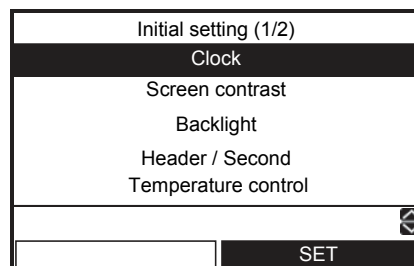 Initial setting (1/2)
Clock
Screen contrast
Backlight
Header / Second
Temperature control
SET